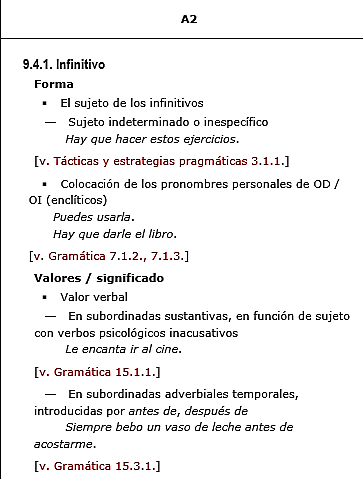 A2
9.4.1. Infinitivo
Forma
▪ El sujeto de los infinitivos
— Sujeto indeterminado o inespecífico
Hay que hacer estos ejercicios.
[v. Tácticas y estrategias pragmáticas 3.1.1.]
▪ Colocación de los pronombres personales de OD /
OI (enclíticos)
Puedes usarla.
Hay que darle el libro.
[v. Gramática 7.1.2., 7.1.3.]
Valores / significado
▪ Valor verbal
— En subordinadas sustantivas, en función de sujeto
con verbos psicológicos inacusativos
Le encanta ir al cine.
[v. Gramática 15.1.1.]
— En subordinadas adverbiales temporales,
introducidas por antes de, después de
Siempre bebo un vaso de leche antes de
acostarme.
[v. Gramática 15.3.1.]